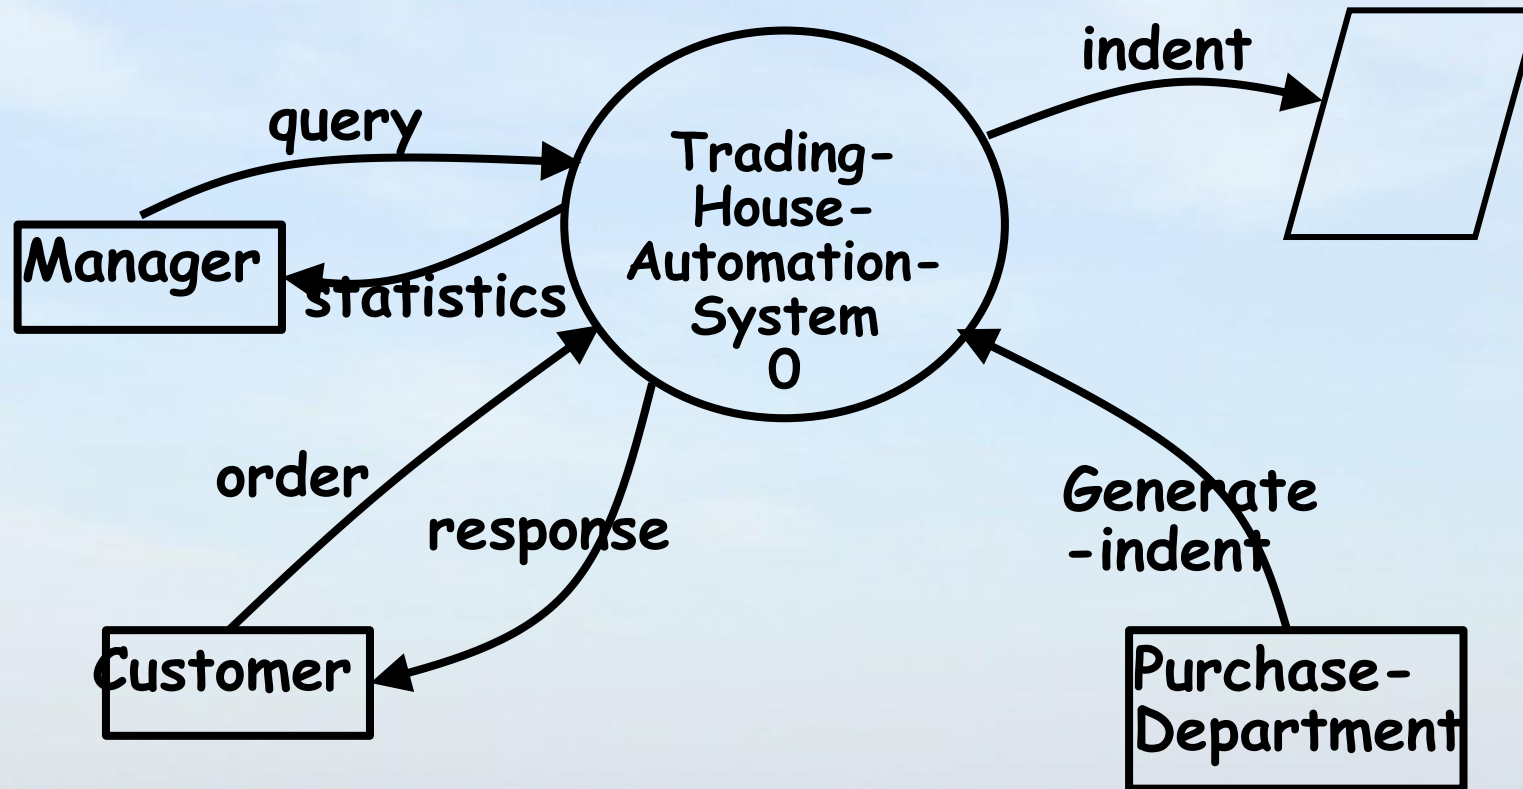 indent
query
Trading-
House-
Automation-
System
0
Manager
statistics
order
response
Generate
-indent
Customer
Purchase-
Department